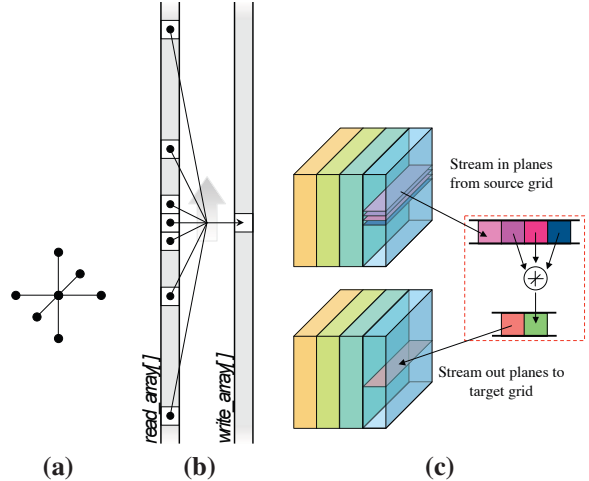 read_array[]
write_array[]
Stream in planes
from source grid
Stream out planes to
target grid
(a)
(b)
(c)